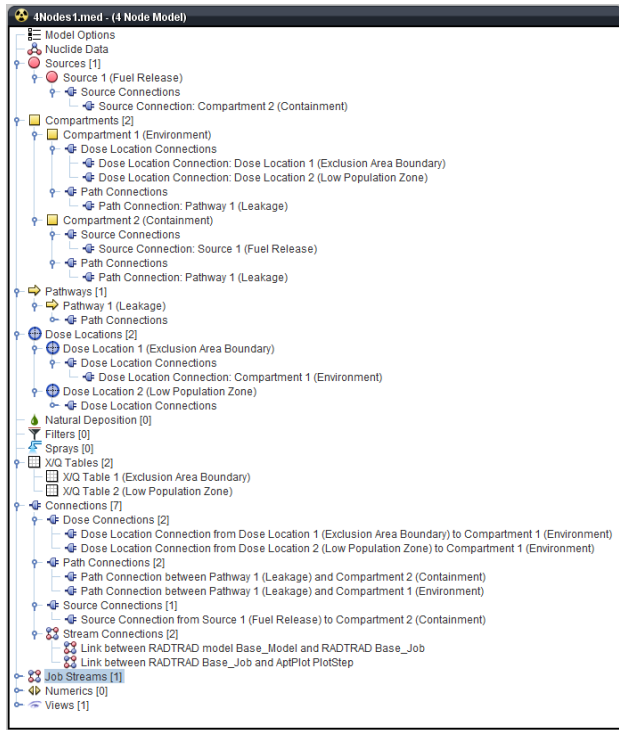 4Nodes1.med - (4 Node Model)
Model Options
Nuclide Data
Sources [1]
Source 1 (Fuel Release)
Source Connections
Source Connection: Compartment 2 (Containment)
Compartments [2]
Compartment 1 (Environment)
Dose Location Connections
Dose Location Connection: Dose Location 1 (Exclusion Area Boundary)
Dose Location Connection: Dose Location 2 (Low Population Zone)
Path Connections
Path Connection: Pathway 1 (Leakage)
Compartment 2 (Containment)
Source Connections
Source Connection: Source 1 (Fuel Release)
Path Connections
Path Connection: Pathway 1 (Leakage)
Pathways [1]
Pathway 1 (Leakage)
Path Connections
Dose Locations [2]
Dose Location 1 (Exclusion Area Boundary)
Dose Location Connections
Dose Location Connection: Compartment 1 (Environment)
Dose Location 2 (Low Population Zone)
Dose Location Connections
Natural Deposition [0]
Filters [0]
Sprays [0]
X/Q Tables [2]
X/Q Table 1 (Exclusion Area Boundary)
X/Q Table 2 (Low Population Zone)
Connections [7]
Dose Connections [2]
Dose Location Connection from Dose Location 1 (Exclusion Area Boundary) to Compartment 1 (Environment)
Dose Location Connection from Dose Location 2 (Low Population Zone) to Compartment 1 (Environment)
Path Connections [2]
Path Connection between Pathway 1 (Leakage) and Compartment 2 (Containment)
Path Connection between Pathway 1 (Leakage) and Compartment 1 (Environment)
Source Connections [1]
Source Connection from Source 1 (Fuel Release) to Compartment 2 (Containment)
Stream Connections [2]
Link between RADTRAD model Base_Model and RADTRAD Base_Job
Link between RADTRAD Base_Job and AptPlot PlotStep
Job Streams [1]
Numerics [0]
Views [1]